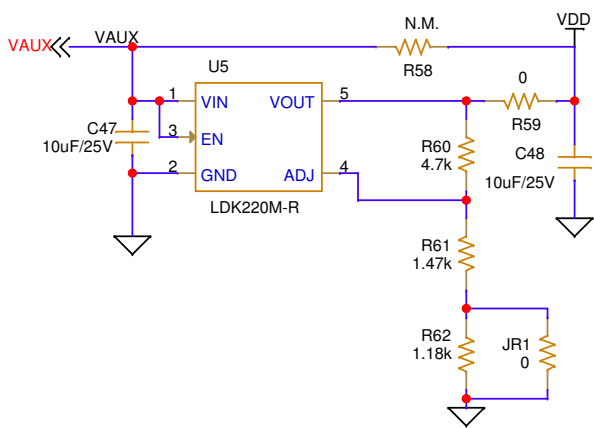 N.M.
VDD
VAUX
VAUX
R58
U5
0
1
VIN
VOUT
5
R59
C47
10uF/25V
3
EN
R60
4.7k
C48
10uF/25V
2
GND
ADJ
4
LDK220M-R
R61
1.47k
R62
1.18k
JR1
0